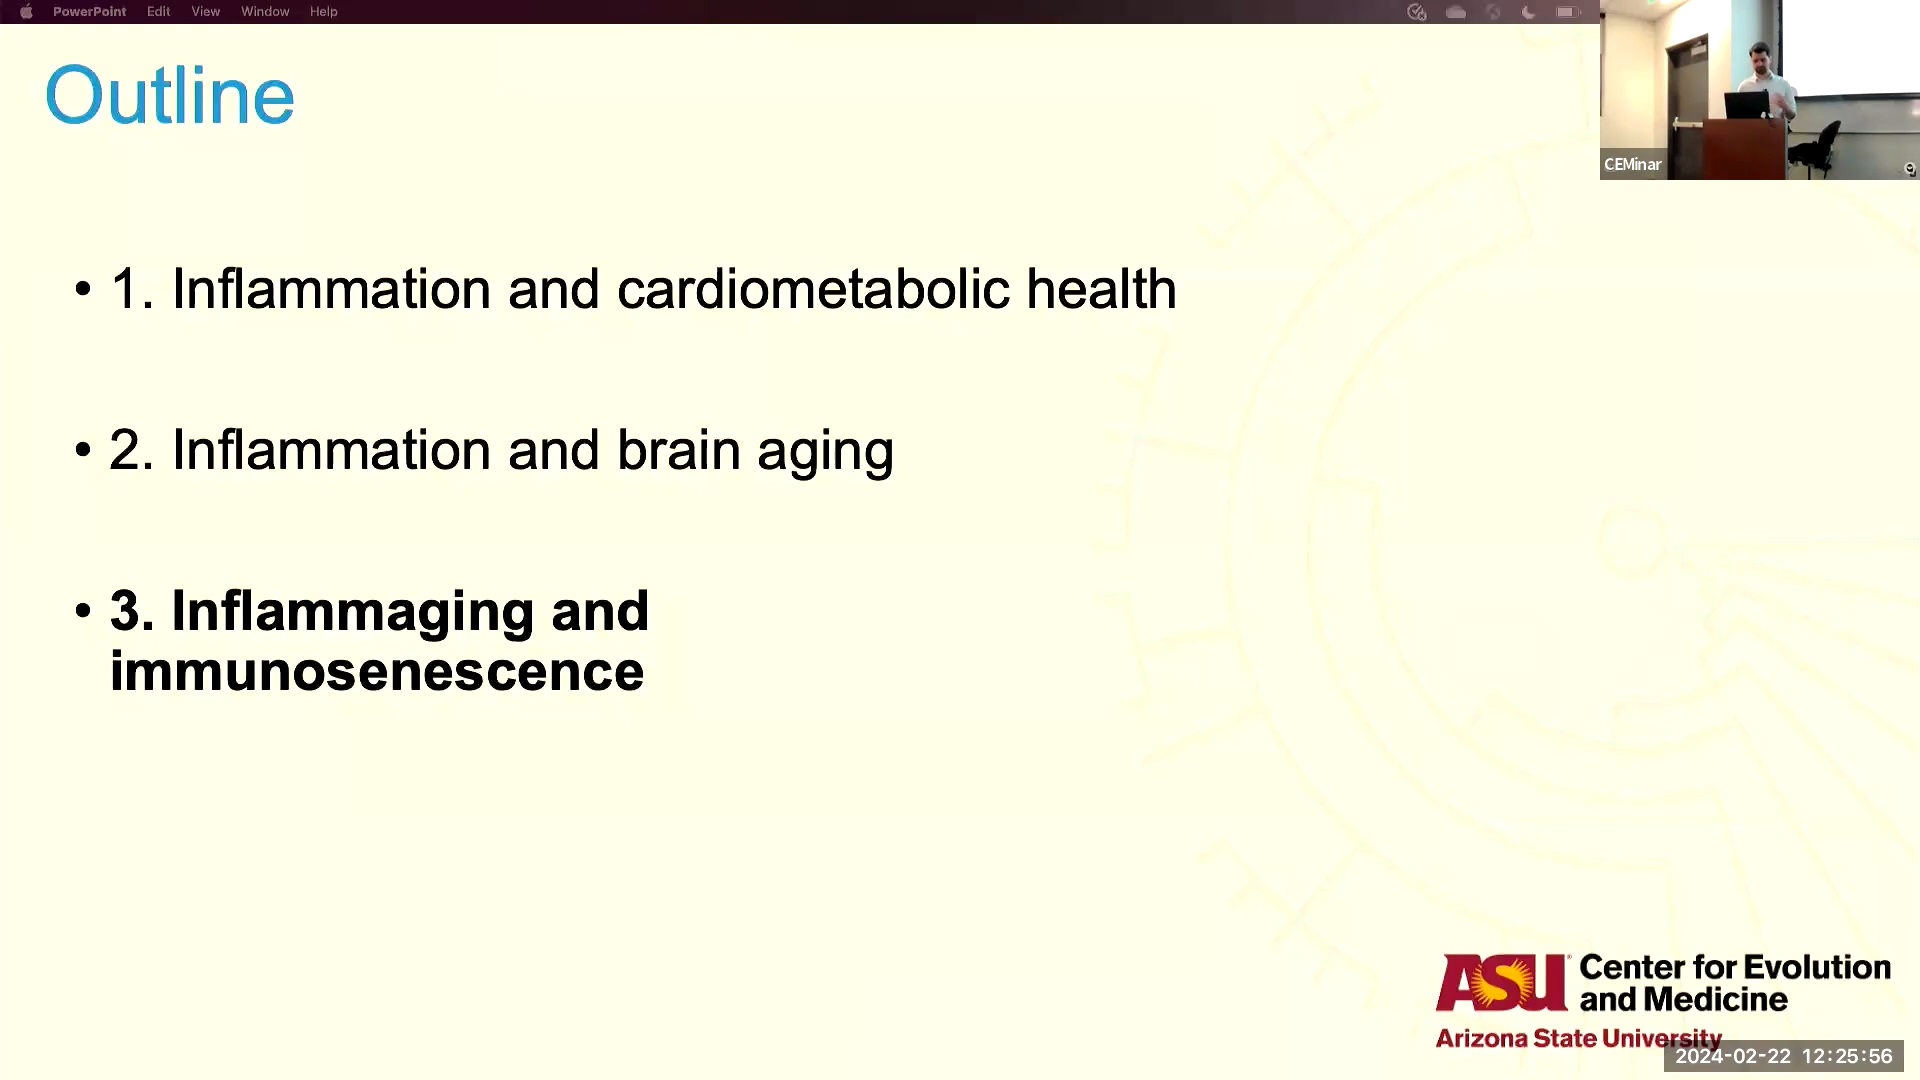 PowerPoint Edit View Window Help
Outline
• 1. Inflammation and cardiometabolic health
• 2. Inflammation and brain aging
• 3. Inflammaging and
immunosenescence
CEMinar
ASU Center for Evolution
and Medicine
Arizona State University
2024-02-22 12:25:56